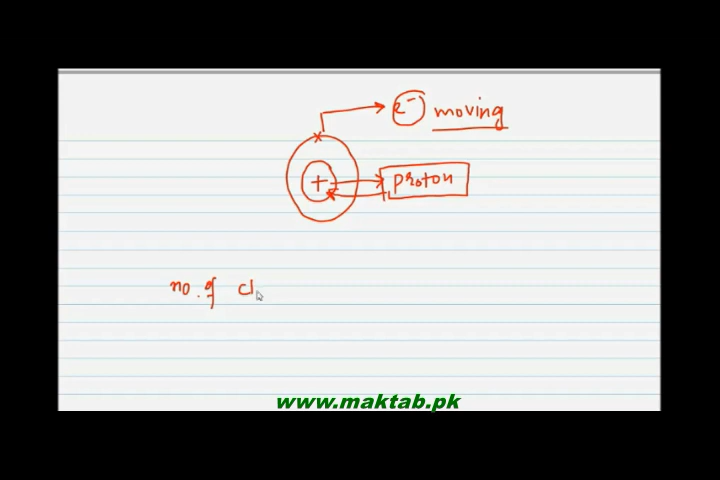 e⁻ moving
+ proton
no. of
www.maktab.pk